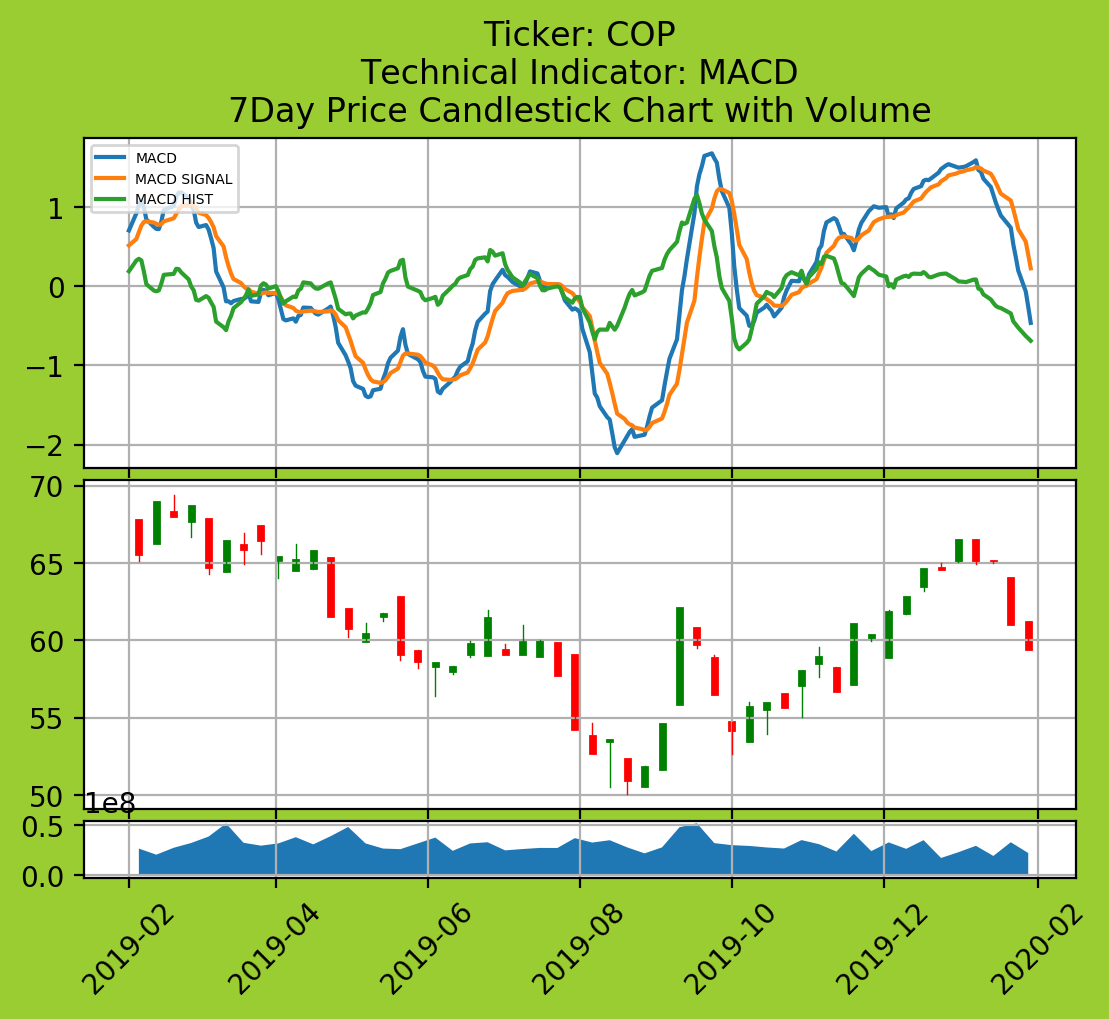 Ticker: COP
Technical Indicator: MACD
7Day Price Candlestick Chart with Volume
MACD
MACD SIGNAL
MACD HIST
1
0
−1
−2
70
65
60
55
50
1e8
0.5
0.0
2019-02
2019-04
2019-06
2019-08
2019-10
2019-12
2020-02